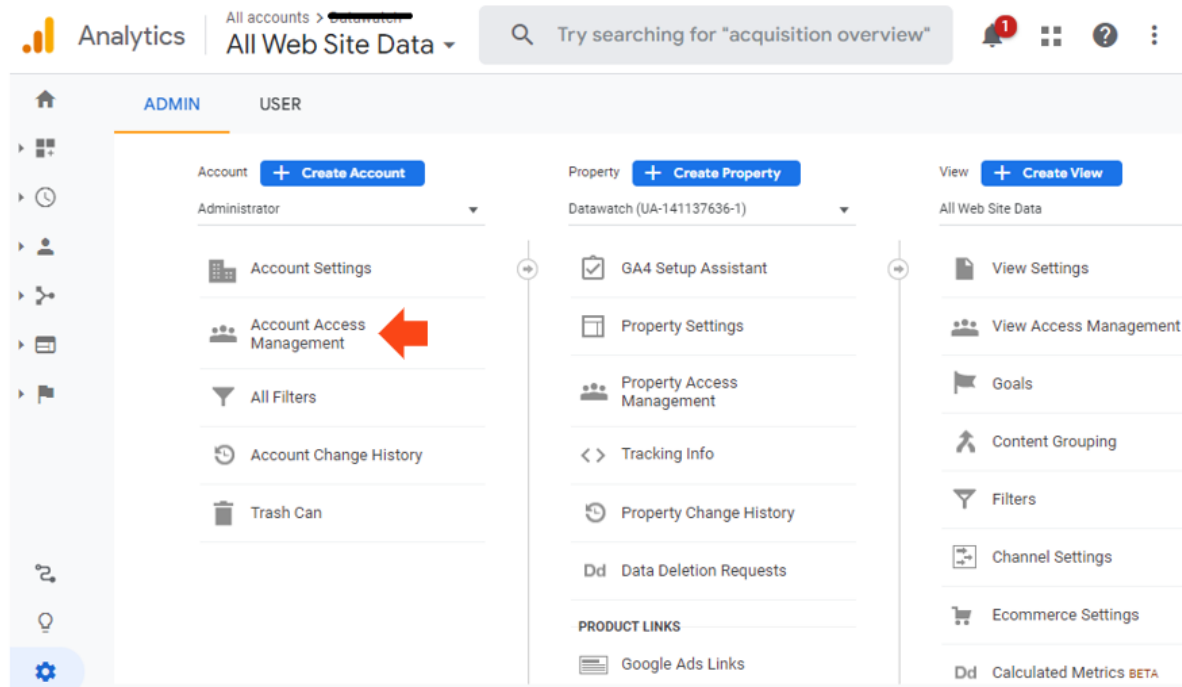 All accounts >
Analytics
All Web Site Data
Try searching for "acquisition overview"
1
ADMIN
USER
Account
+ Create Account
Administrator
Account Settings
Account Access
Management
All Filters
Account Change History
Trash Can
Property
+ Create Property
Datawatch (UA-141137636-1)
GA4 Setup Assistant
Property Settings
Property Access
Management
Tracking Info
Property Change History
Dd Data Deletion Requests
PRODUCT LINKS
Google Ads Links
View
+ Create View
All Web Site Data
View Settings
View Access Management
Goals
Content Grouping
Filters
Channel Settings
Ecommerce Settings
Dd Calculated Metrics BETA